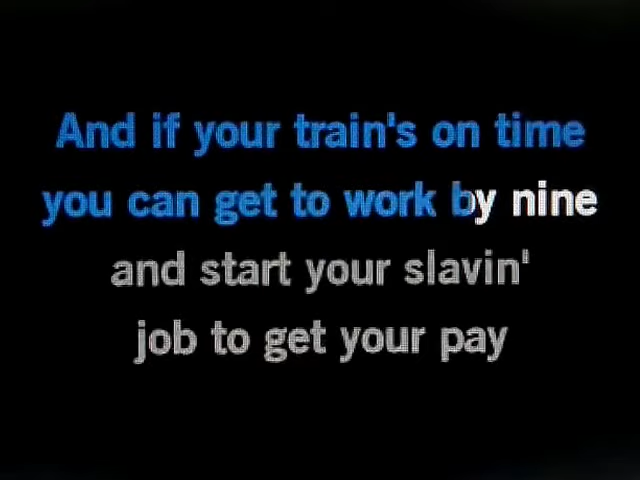 And if your train's on time
you can get to work by nine
and start your slavin'
job to get your pay